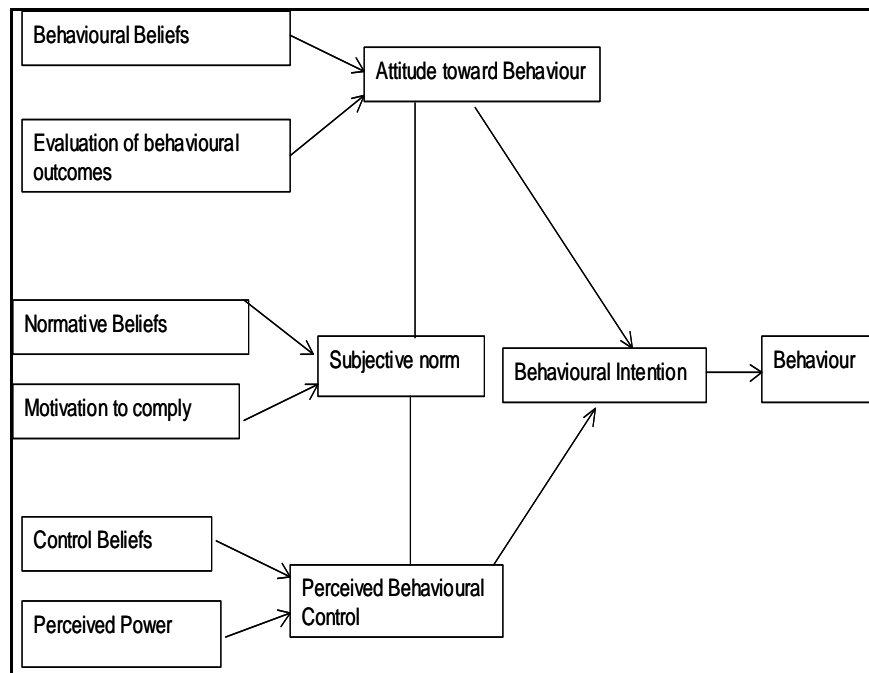 Behavioural Beliefs
Attitude toward Behaviour
Evaluation of behavioural
outcomes
Normative Beliefs
Subjective norm
Behavioural Intention
Behaviour
Motivation to comply
Control Beliefs
Perceived Behavioural
Control
Perceived Power